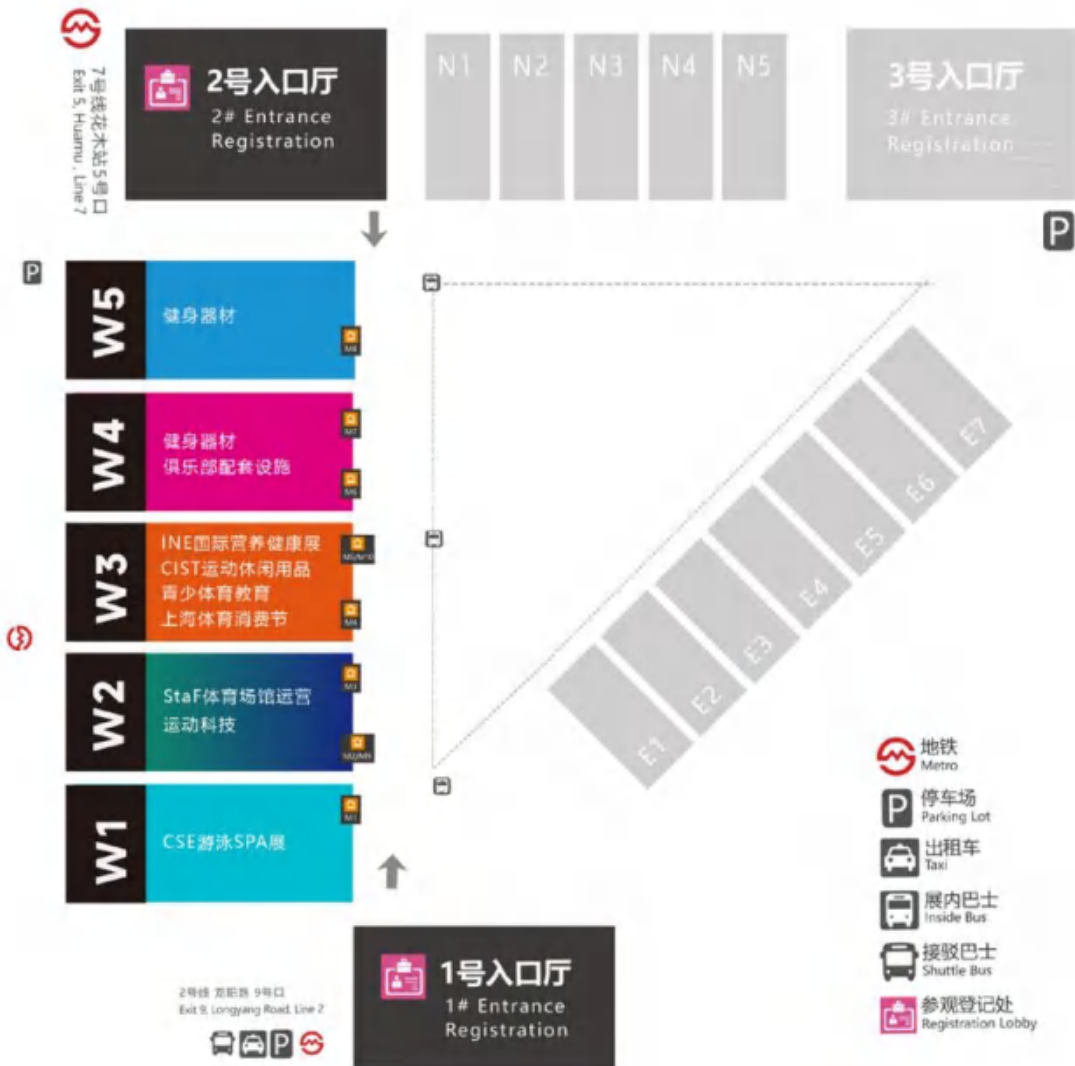 7号线花木站5号口
Exit 5, Huamu, Line 7
2号入口厅
2# Entrance
Registration
N1
N2
N3
N4
N5
3号入口厅
3# Entrance
Registration
P
P
W5
健身器材
M8
W4
健身器材
俱乐部配套设施
M7
M6
W3
INE国际营养健康展
CIST运动休闲用品
青少体育教育
上海体育消费节
M5/M10
M4
W2
StaF体育场馆运营
运动科技
M3
W1
CSE游泳SPA展
M1
E7
E6
E5
E4
E3
E2
E1
1号入口厅
1# Entrance
Registration
2号线 龙阳路 9号口
Exit 9, Longyang Road, Line 2
P
地铁
Metro
P
停车场
Parking Lot
出租车
Taxi
展内巴士
Inside Bus
接驳巴士
Shuttle Bus
参观登记处
Registration Lobby